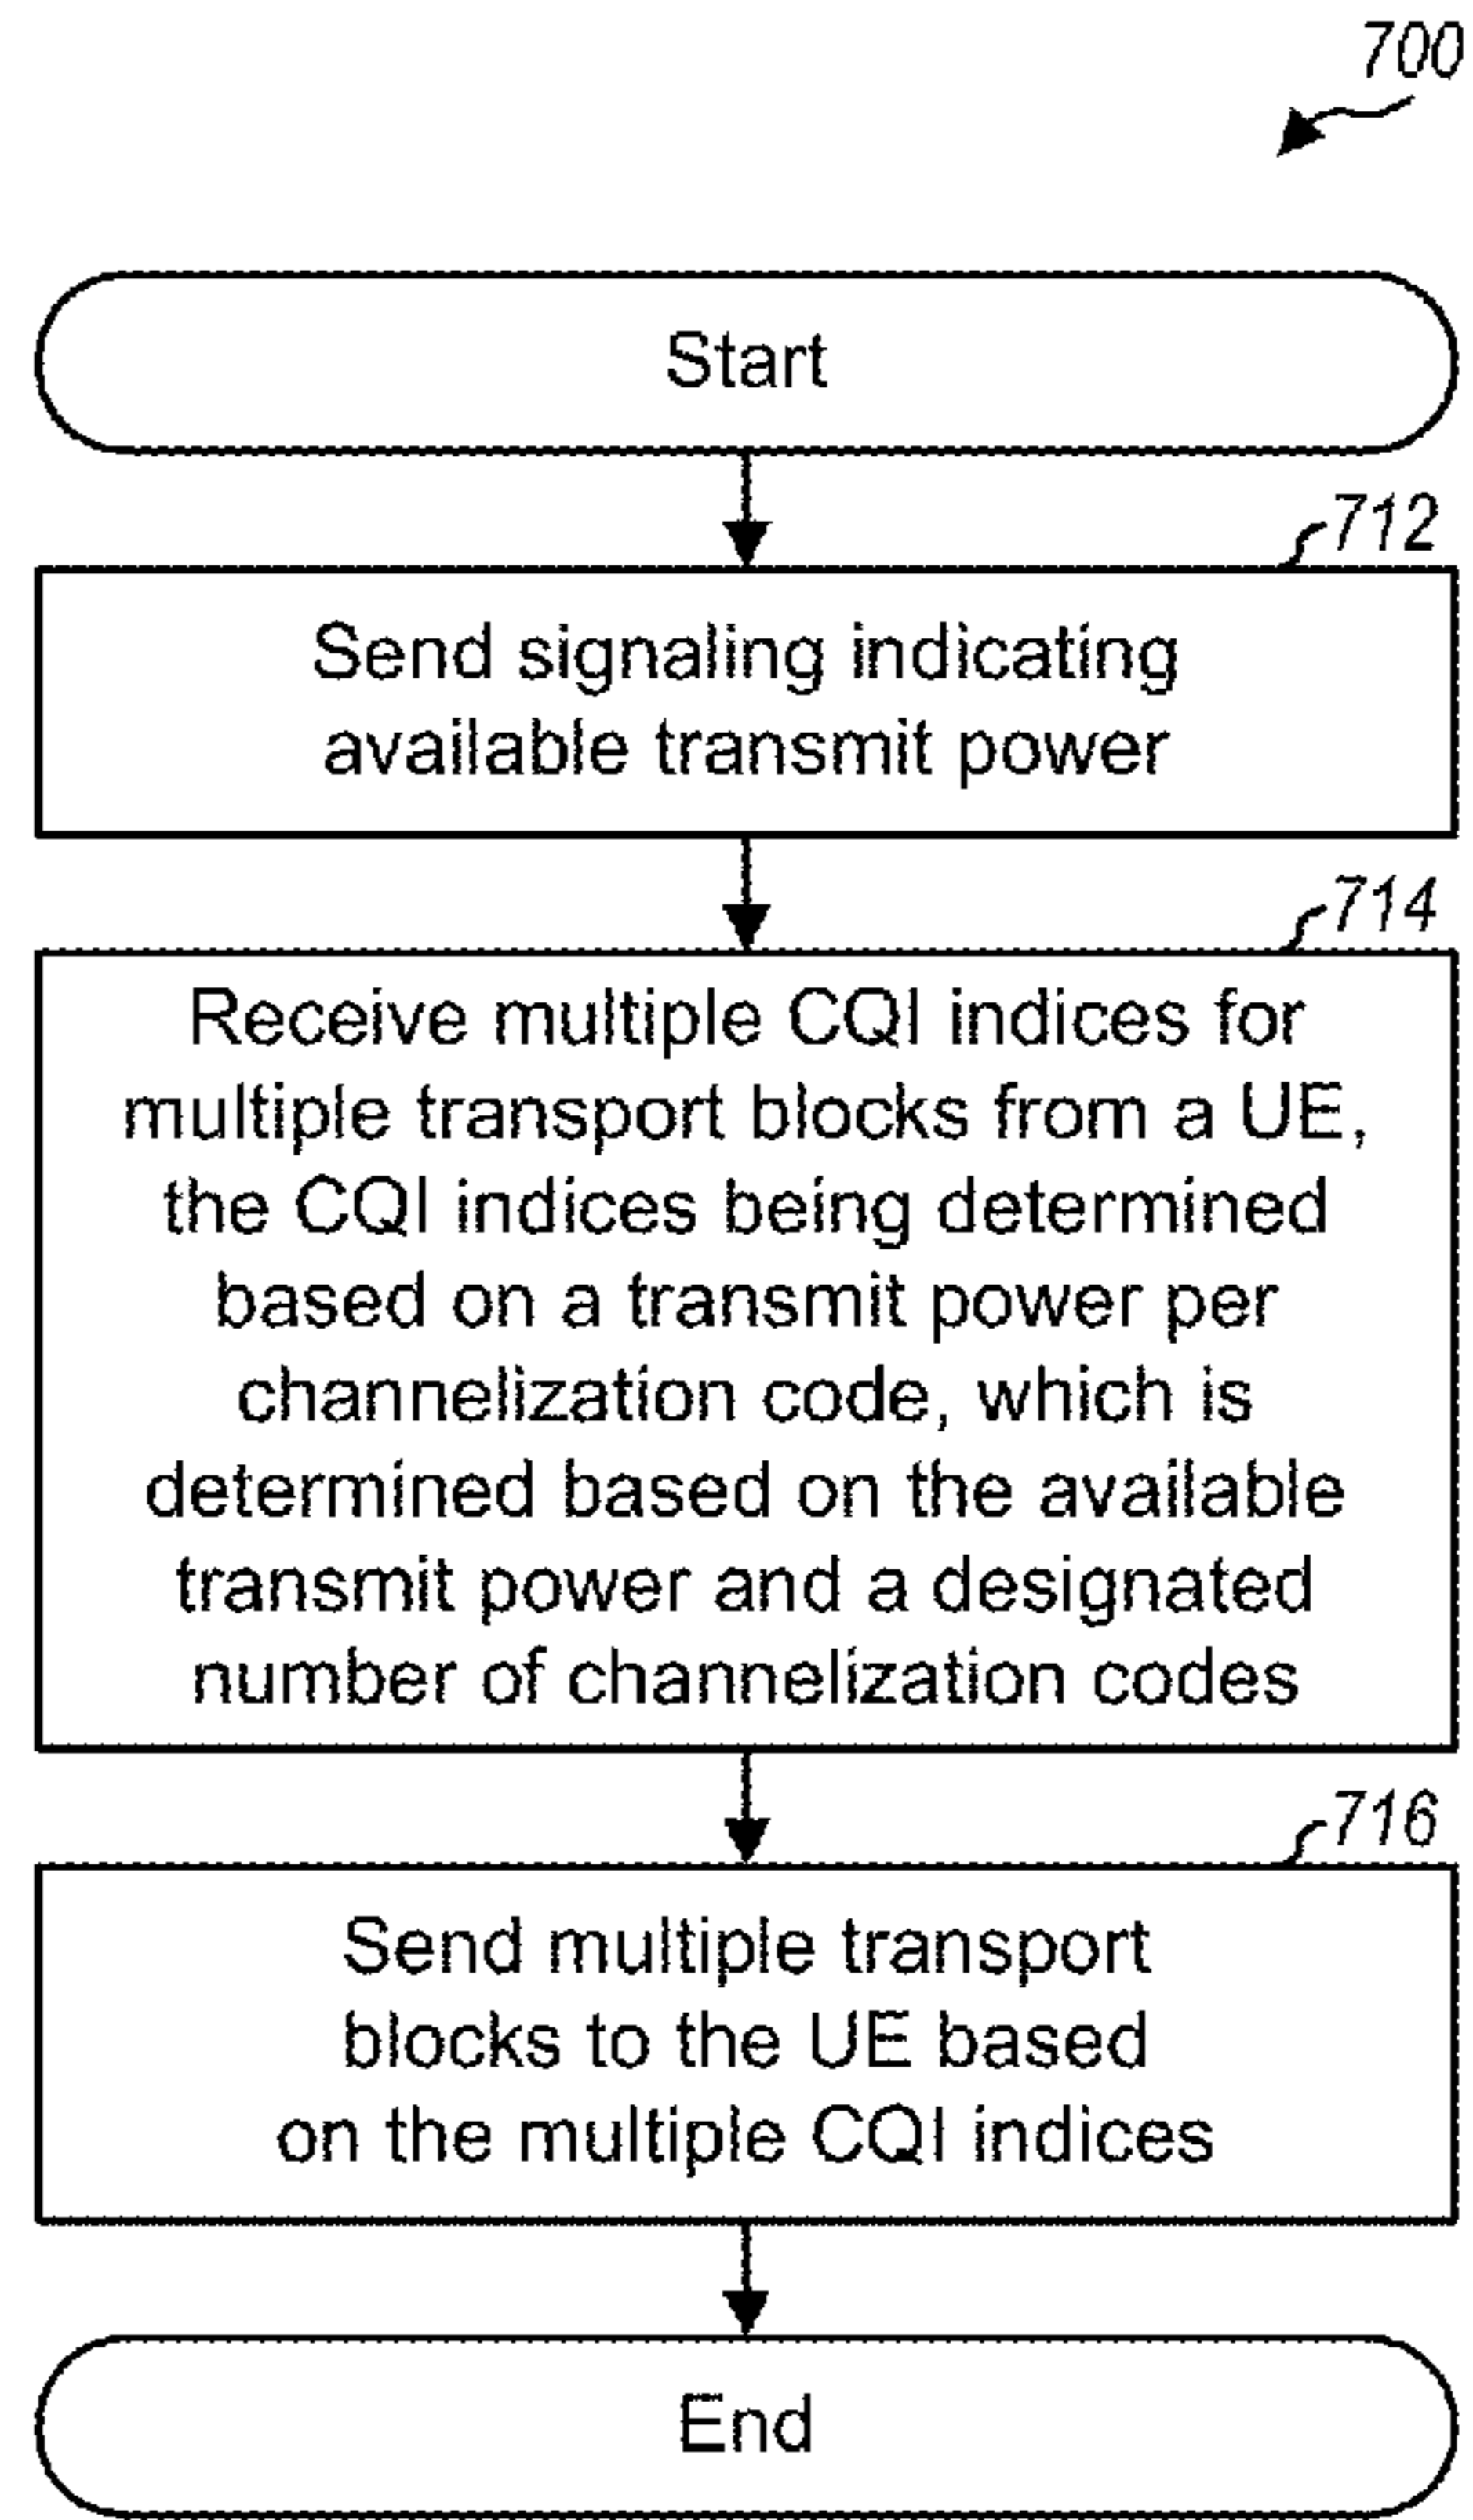 700
Start
712
Send signaling indicating
available transmit power
714
Receive multiple CQI indices for
multiple transport blocks from a UE,
the CQI indices being determined
based on a transmit power per
channelization code, which is
determined based on the available
transmit power and a designated
number of channelization codes
716
Send multiple transport
blocks to the UE based
on the multiple CQI indices
End